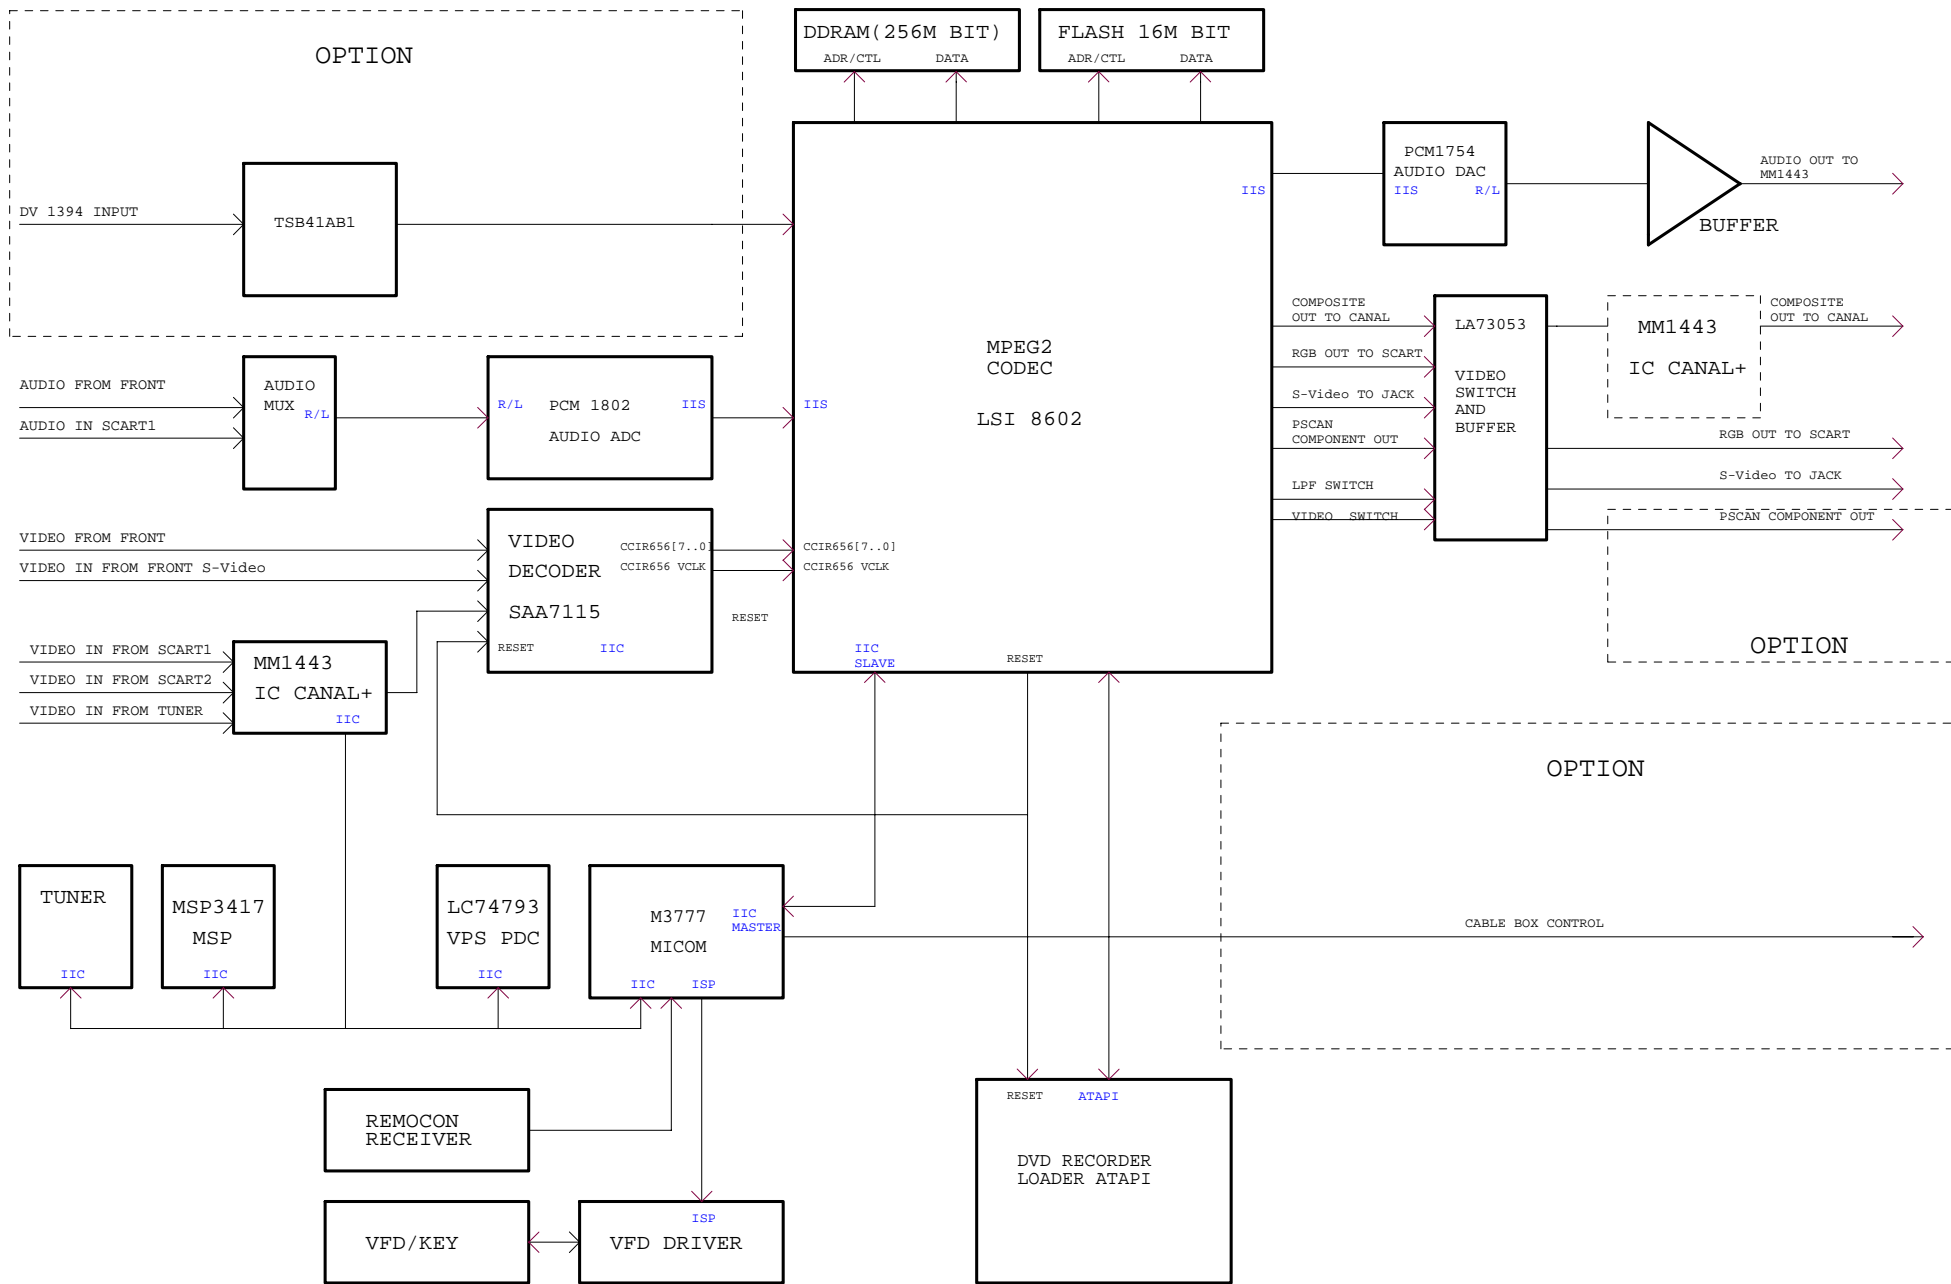 OPTION
DDRAM(256M BIT)
ADR/CTL DATA
FLASH 16M BIT
ADR/CTL DATA
DV 1394 INPUT
TSB41AB1
IIS
PCM1754
AUDIO DAC
IIS R/L
BUFFER
AUDIO OUT TO
MM1443
MPEG2
CODEC
LSI 8602
COMPOSITE
OUT TO CANAL
RGB OUT TO SCART
S-Video TO JACK
PSCAN
COMPONENT OUT
LPF SWITCH
VIDEO SWITCH
LA73053
VIDEO
SWITCH
AND
BUFFER
MM1443
IC CANAL+
COMPOSITE
OUT TO CANAL
RGB OUT TO SCART
S-Video TO JACK
PSCAN COMPONENT OUT
OPTION
AUDIO FROM FRONT
AUDIO IN SCART1
AUDIO
MUX
R/L
R/L PCM 1802 IIS
AUDIO ADC
IIS
VIDEO FROM FRONT
VIDEO IN FROM FRONT S-Video
VIDEO
DECODER
SAA7115
CCIR656[7..0]
CCIR656 VCLK
RESET IIC
CCIR656[7..0]
CCIR656 VCLK
RESET
IIC
SLAVE
RESET
VIDEO IN FROM SCART1
VIDEO IN FROM SCART2
VIDEO IN FROM TUNER
MM1443
IC CANAL+
IIC
OPTION
CABLE BOX CONTROL
TUNER
IIC
MSP3417
MSP
IIC
LC74793
VPS PDC
IIC
M3777
MICOM
IIC
MASTER
IIC ISP
REMOCON
RECEIVER
VFD/KEY
ISP
VFD DRIVER
RESET ATAPI
DVD RECORDER
LOADER ATAPI